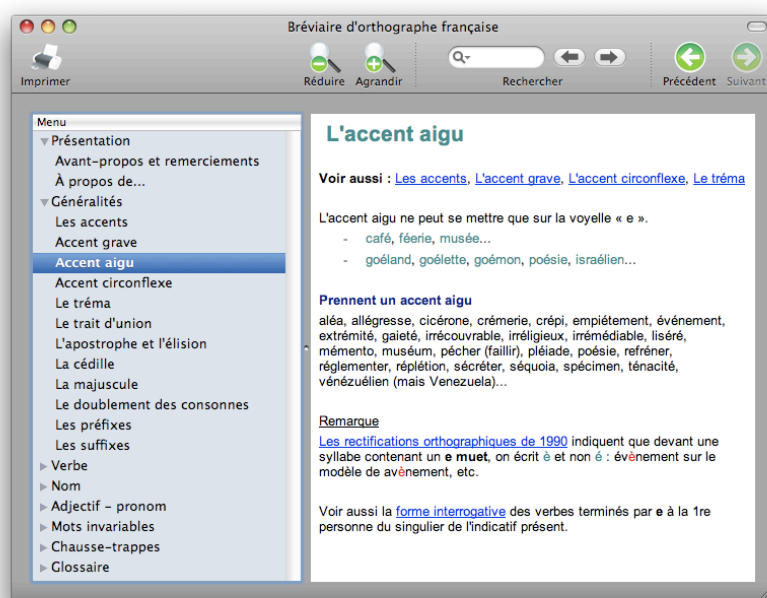 Bréviaire d'orthographe française
Imprimer
Réduire Agrandir
Rechercher
Précédent Suivant
Menu
Présentation
Avant-propos et remerciements
À propos de...
Généralités
Les accents
Accent grave
Accent aigu
Accent circonflexe
Le tréma
Le trait d'union
L'apostrophe et l'élision
La cédille
La majuscule
Le doublement des consonnes
Les préfixes
Les suffixes
Verbe
Nom
Adjectif - pronom
Mots invariables
Chausse-trappes
Glossaire
L'accent aigu
Voir aussi : Les accents, L'accent grave, L'accent circonflexe, Le tréma
L'accent aigu ne peut se mettre que sur la voyelle « e ».
- café, féerie, musée...
- goéland, goélette, goémon, poésie, israélien...
Prennent un accent aigu
aléa, allégresse, cicérone, crémerie, crépi, empiétement, événement,
extrémité, gaieté, irrécouvrable, irréligieux, irrémédiable, liséré,
mémento, muséum, pécher (faillir), pléiade, poésie, refréner,
réglementer, réplétion, sécréter, séquoia, spécimen, ténacité,
vénézuélien (mais Venezuela)...
Remarque
Les rectifications orthographiques de 1990 indiquent que devant une
syllabe contenant un e muet, on écrit è et non é : évènement sur le
modèle de avènement, etc.
Voir aussi la forme interrogative des verbes terminés par e à la 1re
personne du singulier de l'indicatif présent.